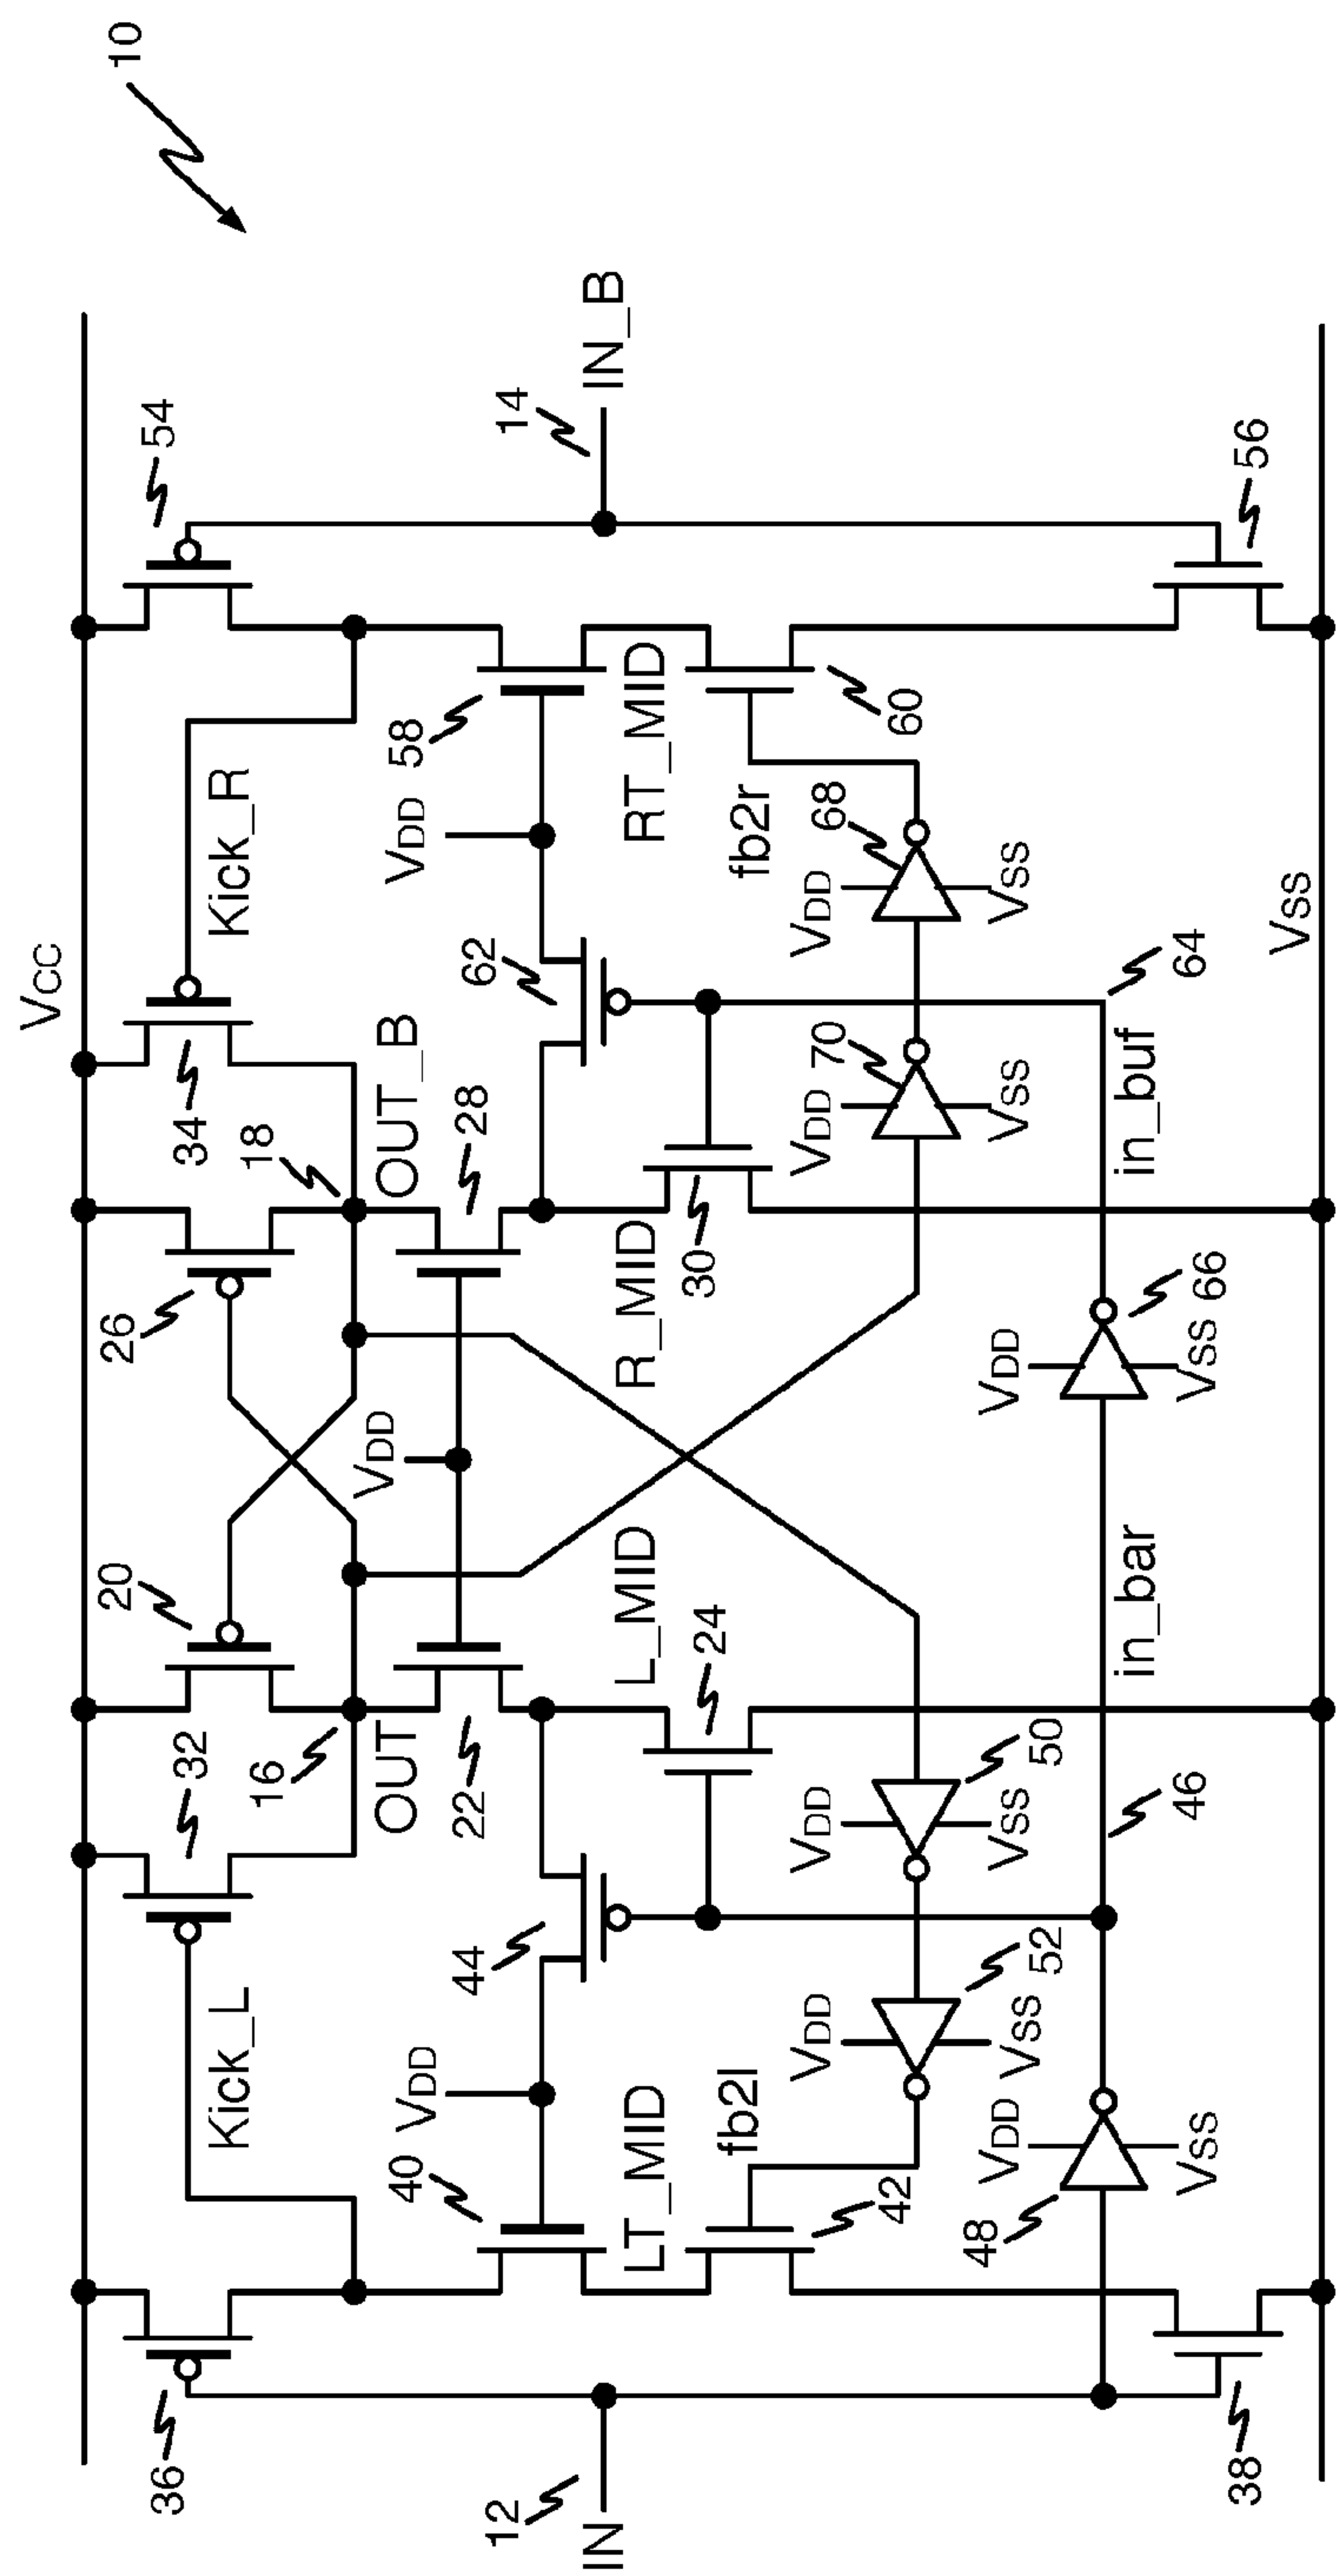 10
VCC
36
Kick_L
32
20
26
34
Kick_R
54
16
OUT
18
OUT_B
VDD
40
VDD
44
22
28
62
VDD
58
14
IN_B
12
IN
LT_MID
L_MID
R_MID
RT_MID
24
30
fb2l
42
VDD
52
VSS
VDD
50
VSS
VDD
70
VSS
VDD
68
VSS
fb2r
60
48
VDD
VSS
46
in_bar
VDD
VSS
66
in_buf
64
38
56
VSS